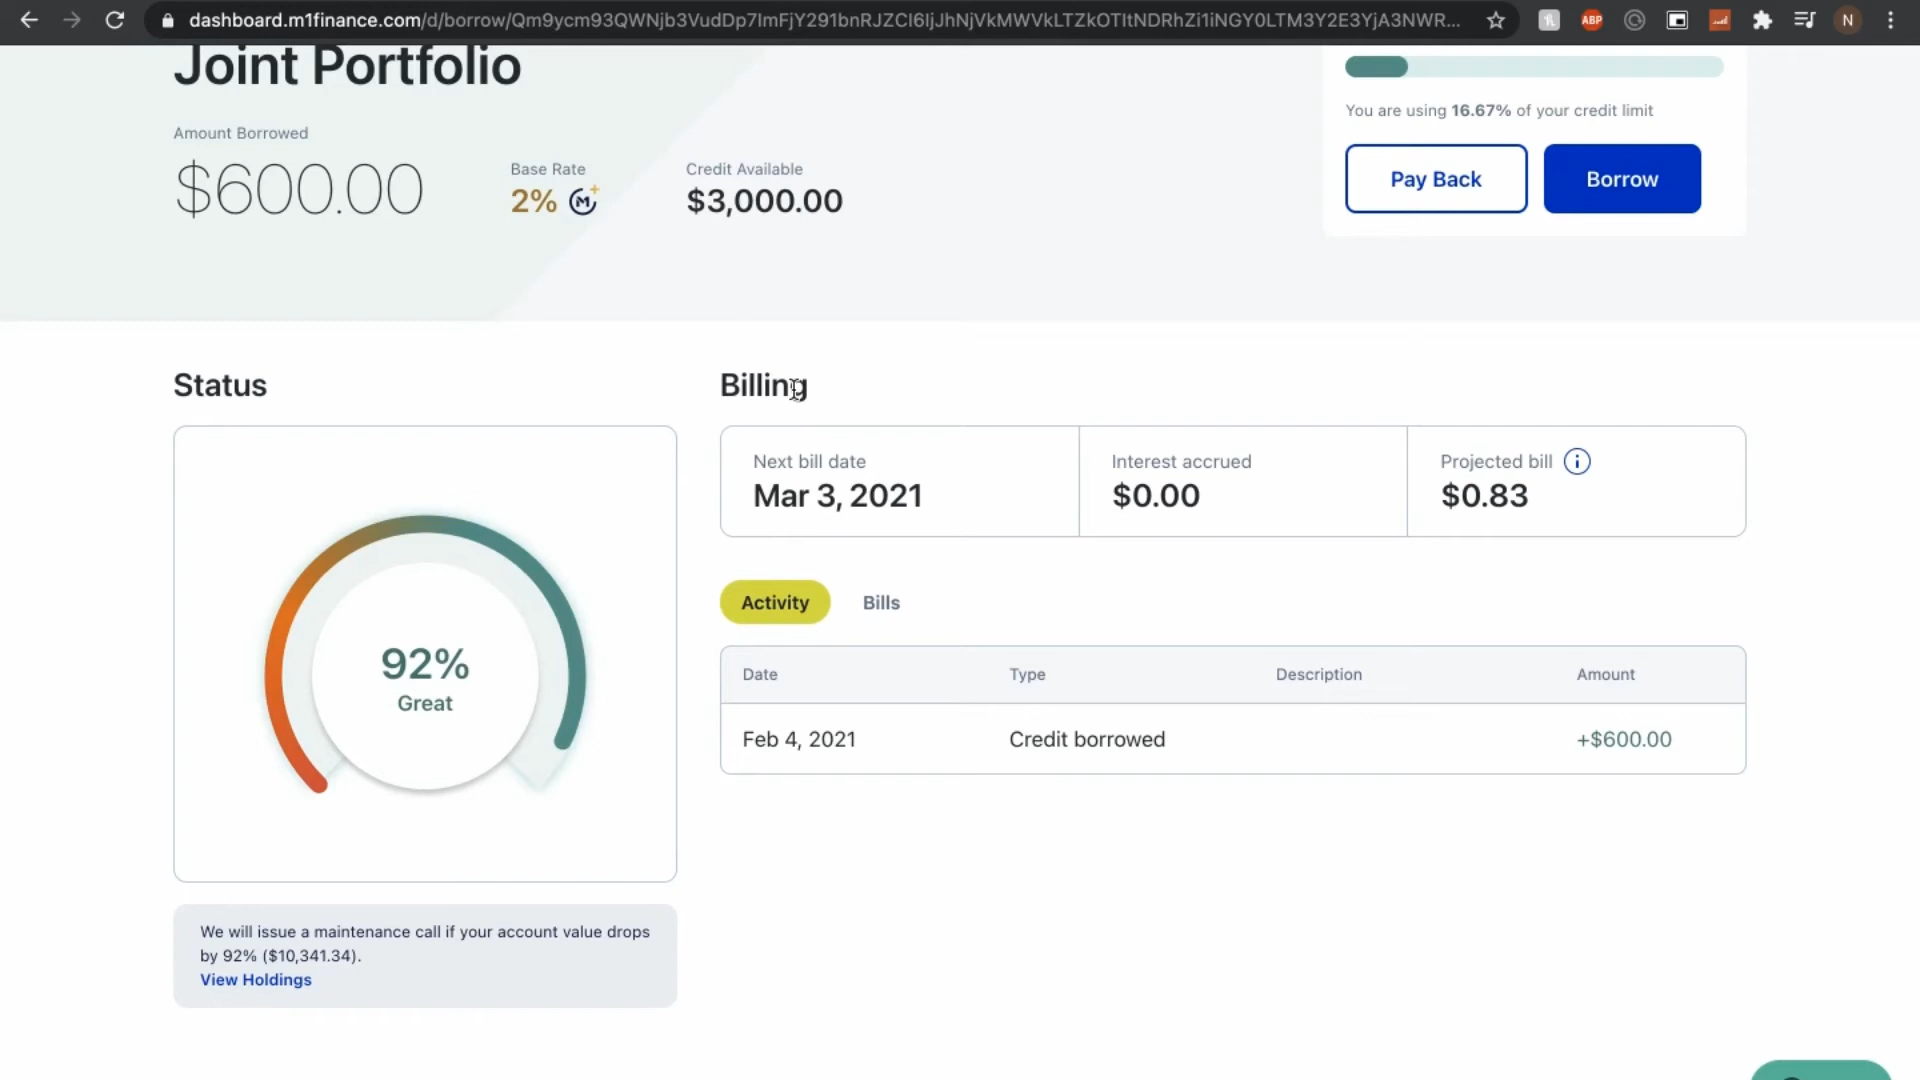 dashboard.m1finance.com/d/borrow/Qm9ycm93QWNjb3VudDp7ImFjY291bnRJZCI6IjJhNjVkMWVkLTZkOTItNDRhZi1iNGY0LTM3Y2E3YjA3NWR...
ABP
N
Joint Portfolio
Amount Borrowed
$600.00
Base Rate
2%
Credit Available
$3,000.00
You are using 16.67% of your credit limit
Pay Back
Borrow
Status
Billing
Next bill date
Mar 3, 2021
Interest accrued
$0.00
Projected bill
$0.83
Activity
Bills
Date Type Description Amount
Feb 4, 2021 Credit borrowed +$600.00
92%
Great
We will issue a maintenance call if your account value drops
by 92% ($10,341.34).
View Holdings